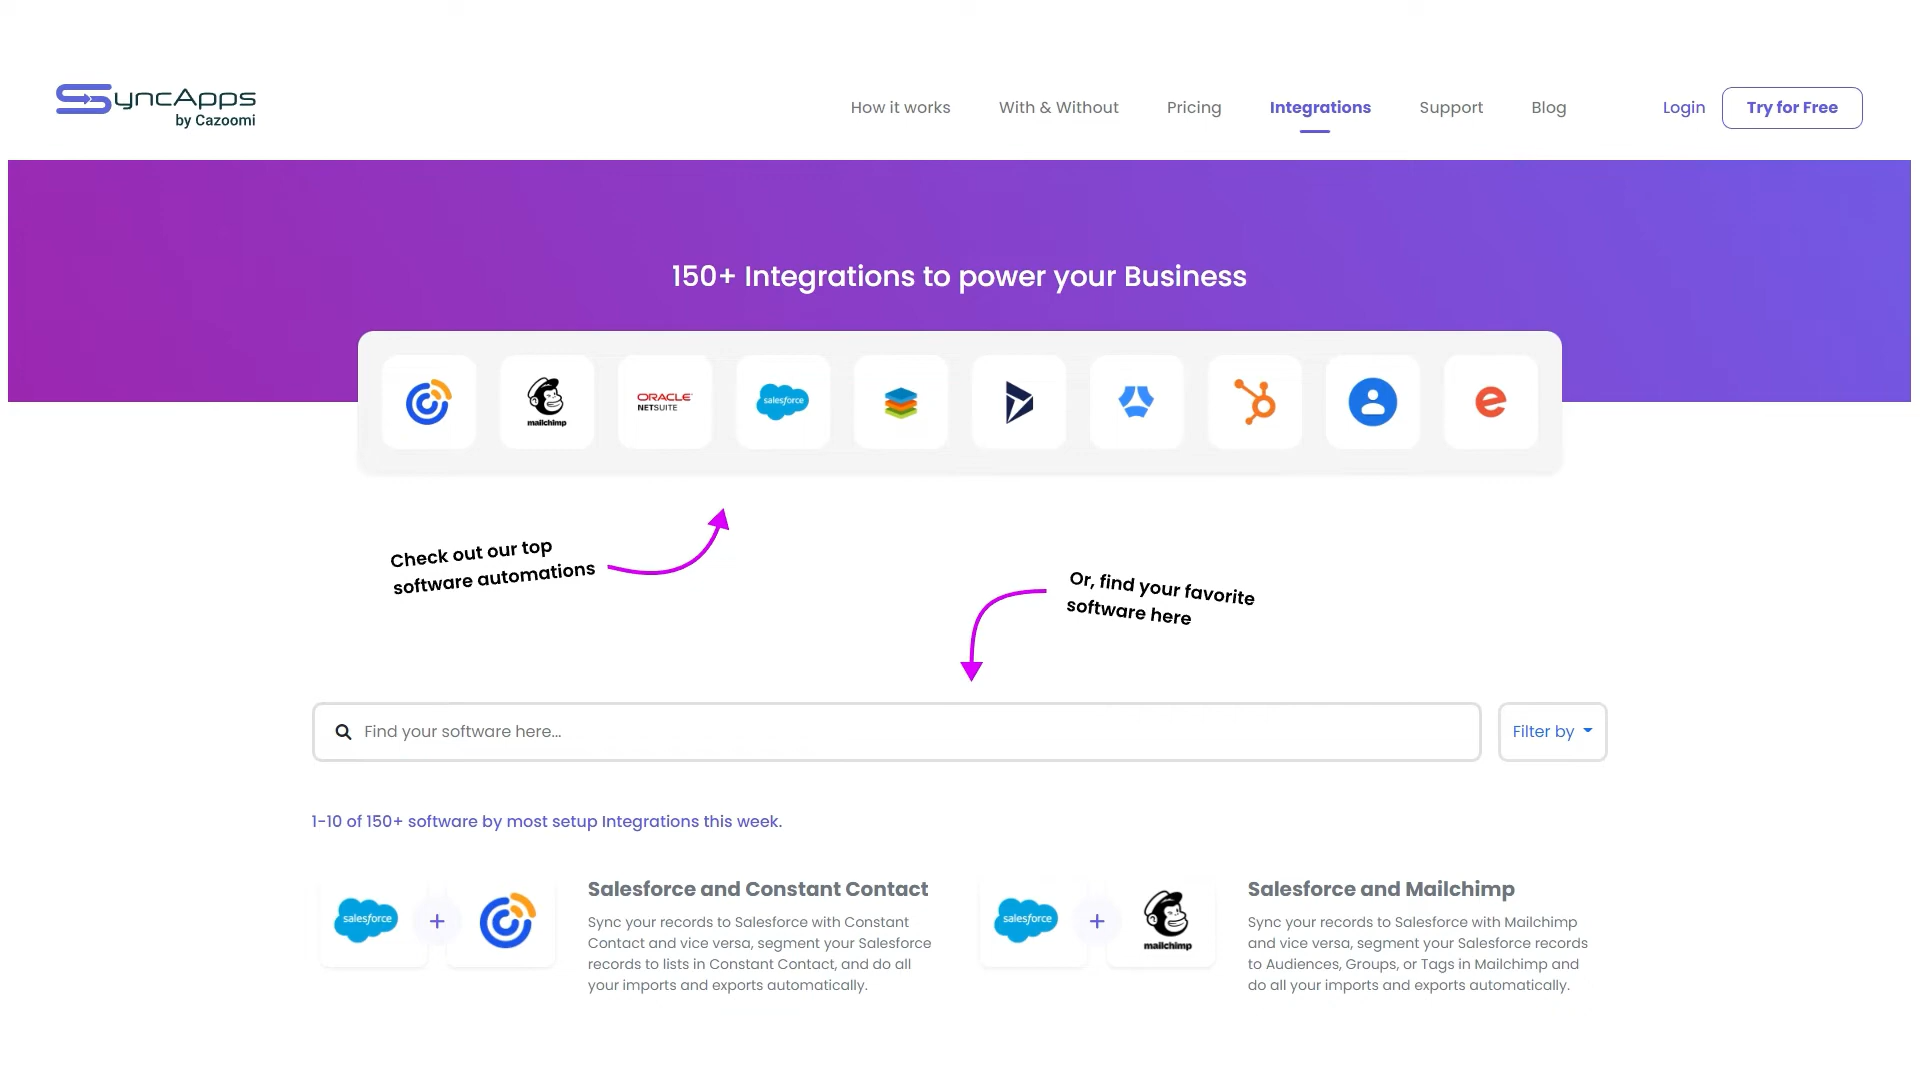 SyncApps
by Cazoomi
How it works
With & Without
Pricing
Integrations
Support
Blog
Login
Try for Free
150+ Integrations to power your Business
mailchimp
ORACLE
NETSUITE
salesforce
Check out our top
software automations
Or, find your favorite
software here
Find your software here...
Filter by
1-10 of 150+ software by most setup Integrations this week.
salesforce
+
Salesforce and Constant Contact
Sync your records to Salesforce with Constant
Contact and vice versa, segment your Salesforce
records to lists in Constant Contact, and do all
your imports and exports automatically.
salesforce
+
mailchimp
Salesforce and Mailchimp
Sync your records to Salesforce with Mailchimp
and vice versa, segment your Salesforce records
to Audiences, Groups, or Tags in Mailchimp and
do all your imports and exports automatically.